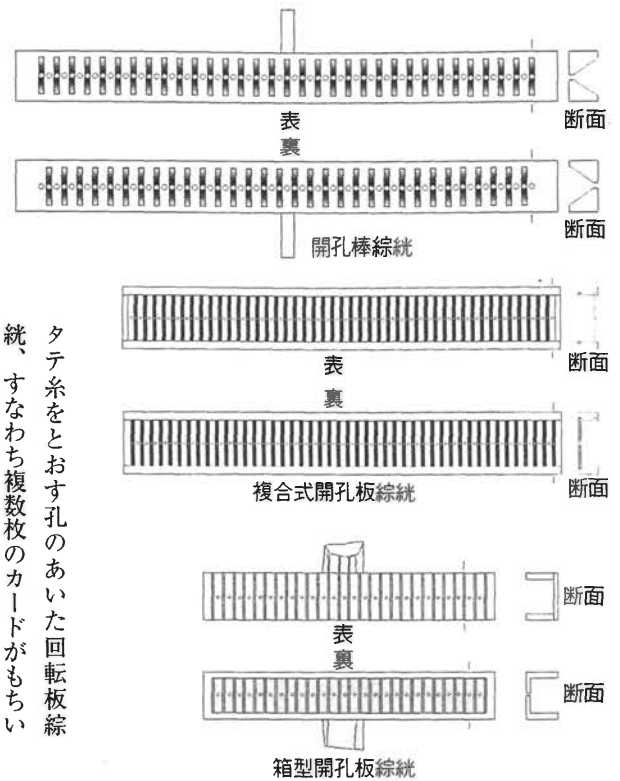 表
断面
裏
断面
開孔棒綜絖
表
断面
裏
断面
複合式開孔板綜絖
表
断面
裏
断面
箱型開孔板綜絖
タテ糸をとおす孔のあいた回転板綜
絖、すなわち複数枚のカードがもちい